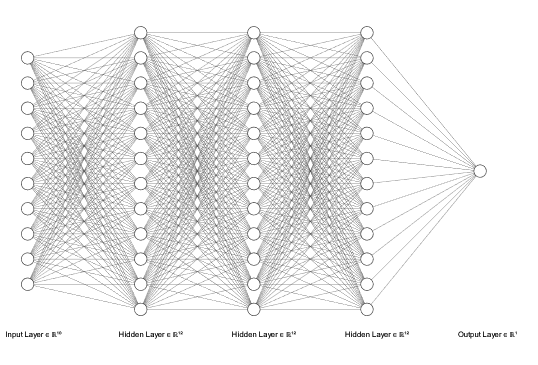 Input Layer ∈ ℝ¹⁰ Hidden Layer ∈ ℝ¹² Hidden Layer ∈ ℝ¹² Hidden Layer ∈ ℝ¹² Output Layer ∈ ℝ¹